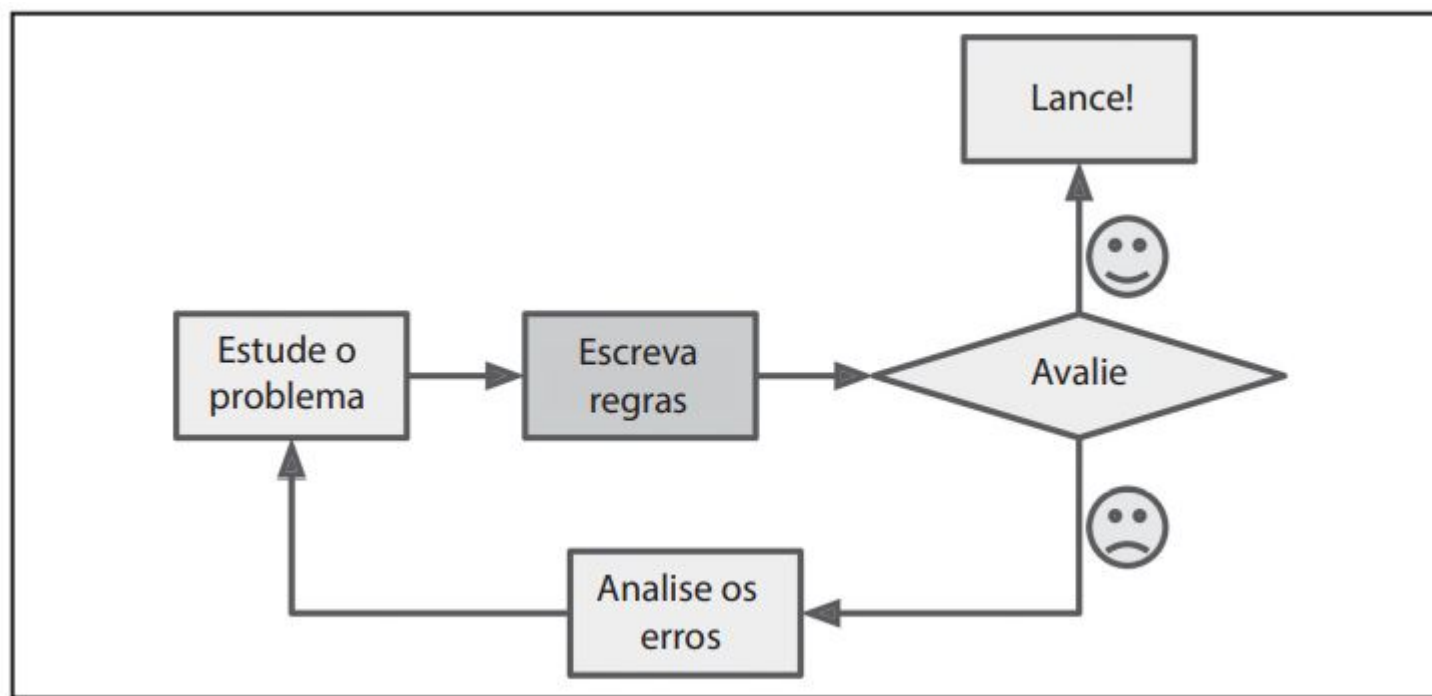 Lance!
Estude o
problema
Escreva
regras
Avalie
Analise os
erros